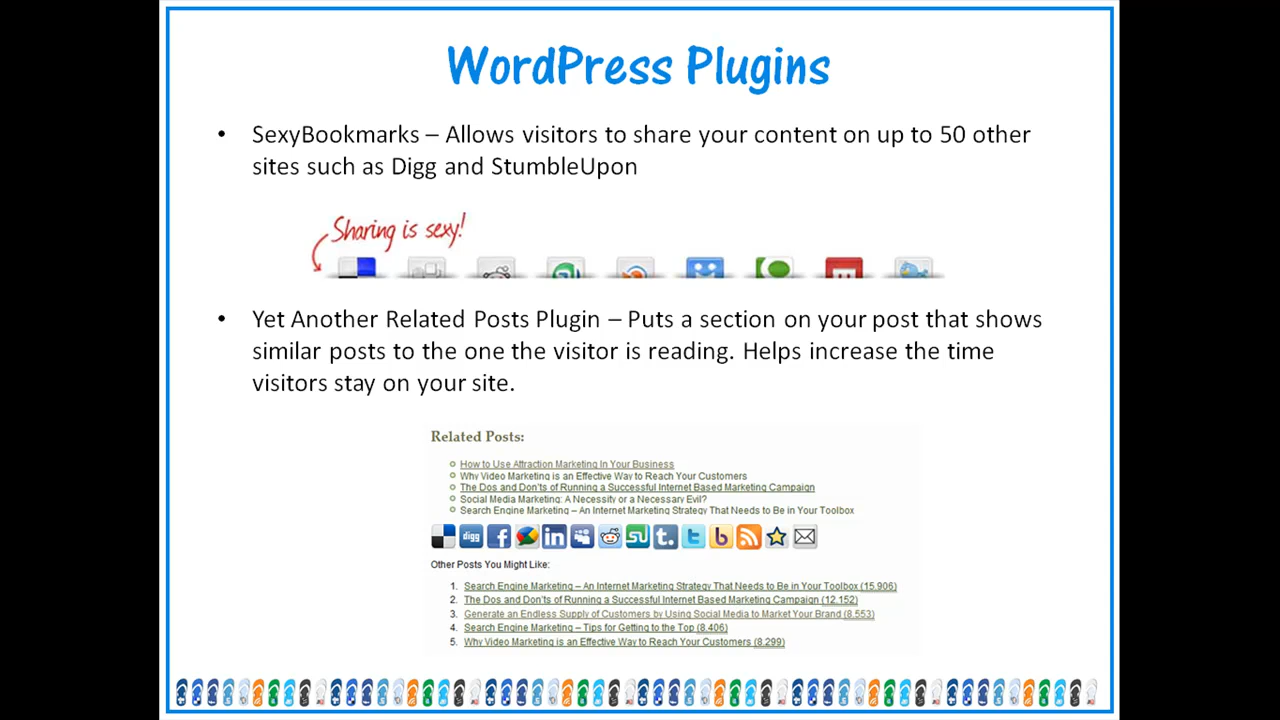 WordPress Plugins
• SexyBookmarks – Allows visitors to share your content on up to 50 other
sites such as Digg and StumbleUpon
Sharing is sexy!
• Yet Another Related Posts Plugin – Puts a section on your post that shows
similar posts to the one the visitor is reading. Helps increase the time
visitors stay on your site.
Related Posts:
How to Use Attraction Marketing In Your Business
Why Video Marketing is an Effective Way to Reach Your Customers
The Dos and Don'ts of Running a Successful Internet Based Marketing Campaign
Social Media Marketing: A Necessity or a Necessary Evil?
Search Engine Marketing – An Internet Marketing Strategy That Needs to Be in Your Toolbox
digg
Other Posts You Might Like:
1. Search Engine Marketing – An Internet Marketing Strategy That Needs to Be in Your Toolbox (15.906)
2. The Dos and Don'ts of Running a Successful Internet Based Marketing Campaign (12.152)
3. Generate an Endless Supply of Customers by Using Social Media to Market Your Brand (8.553)
4. Search Engine Marketing – Tips for Getting to the Top (8.406)
5. Why Video Marketing is an Effective Way to Reach Your Customers (8.299)